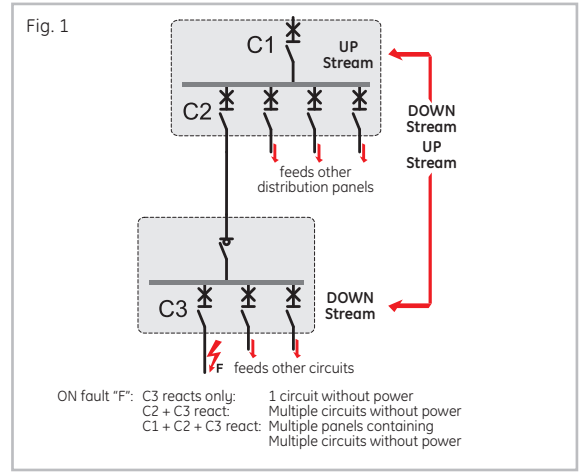 Fig. 1
C1
UP
Stream
C2
DOWN
Stream
UP
Stream
feeds other
distribution panels
C3
DOWN
Stream
F feeds other circuits
ON fault "F": C3 reacts only: 1 circuit without power
C2 + C3 react: Multiple circuits without power
C1 + C2 + C3 react: Multiple panels containing
Multiple circuits without power